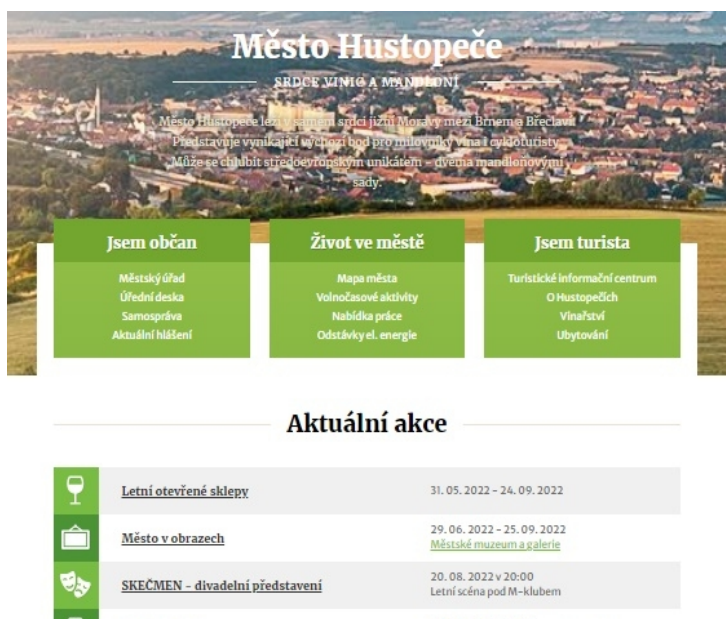 Město Hustopeče
SRDCE VINIC A MANDLONÍ
Město Hustopeče leží v samém srdci jižní Moravy mezi Brnem a Břeclaví.
Představuje vynikající výchozí bod pro milovníky vína i cykloturisty.
Může se chlubit středoevropským unikátem – dvěma mandloňovými
sady.
Jsem občan
Městský úřad
Úřední deska
Samospráva
Aktuální hlášení
Život ve městě
Mapa města
Volnočasové aktivity
Nabídka práce
Odstávky el. energie
Jsem turista
Turistické informační centrum
O Hustopečích
Vinařství
Ubytování
Aktuální akce
Letní otevřené sklepy
31. 05. 2022 – 24. 09. 2022
Město v obrazech
29. 06. 2022 – 25. 09. 2022
Městské muzeum a galerie
SKEČMEN – divadelní představení
20. 08. 2022 v 20:00
Letní scéna pod M-klubem